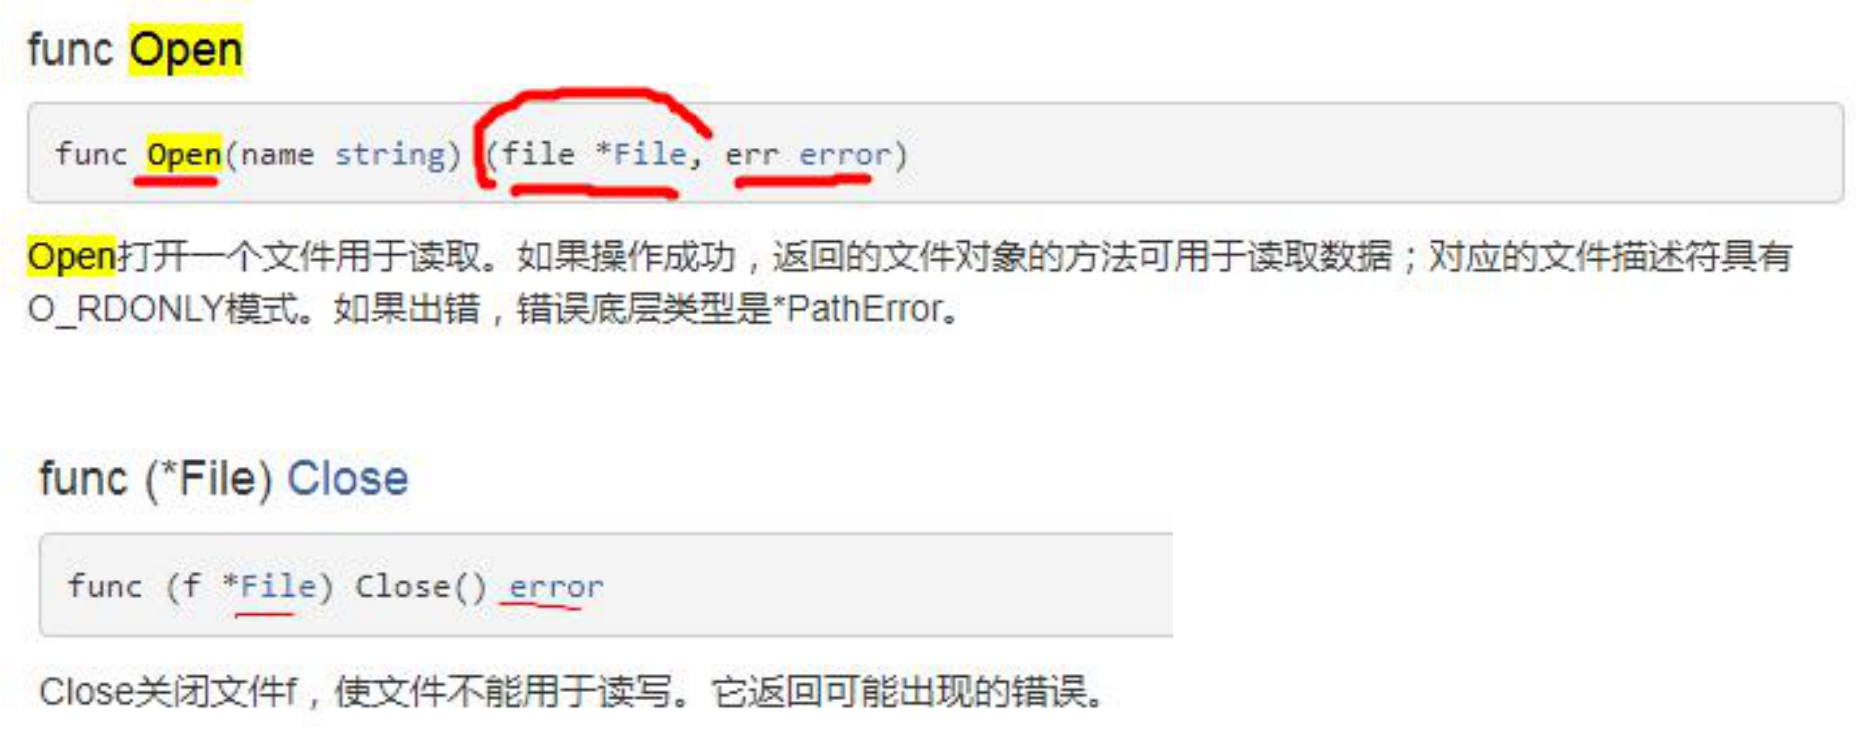 func Open
func Open(name string) (file *File, err error)
Open打开一个文件用于读取。如果操作成功，返回的文件对象的方法可用于读取数据；对应的文件描述符具有
O_RDONLY模式。如果出错，错误底层类型是*PathError。
func (*File) Close
func (f *File) Close() error
Close关闭文件f，使文件不能用于读写。它返回可能出现的错误。